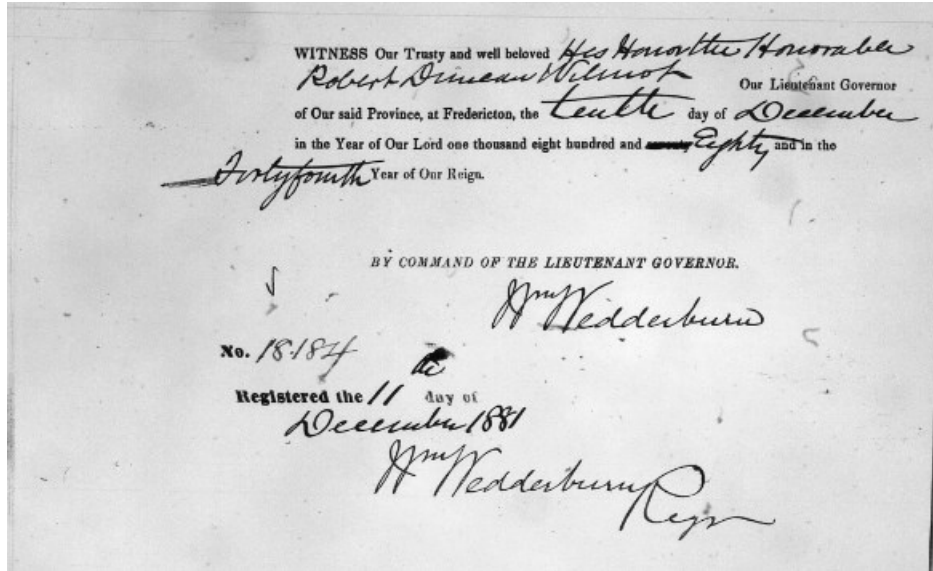 WITNESS Our Trusty and well beloved His Honor the Honorable
Robert Duncan Wilmot Our Lieutenant Governor
of Our said Province, at Fredericton, the tenth day of December
in the Year of Our Lord one thousand eight hundred and seventy Eighty and in the
Forty fourth Year of Our Reign.
BY COMMAND OF THE LIEUTENANT GOVERNOR.
Wm Wedderburn
No. 18184
Registered the 11 day of
December 1881
Wm Wedderburn
Regr